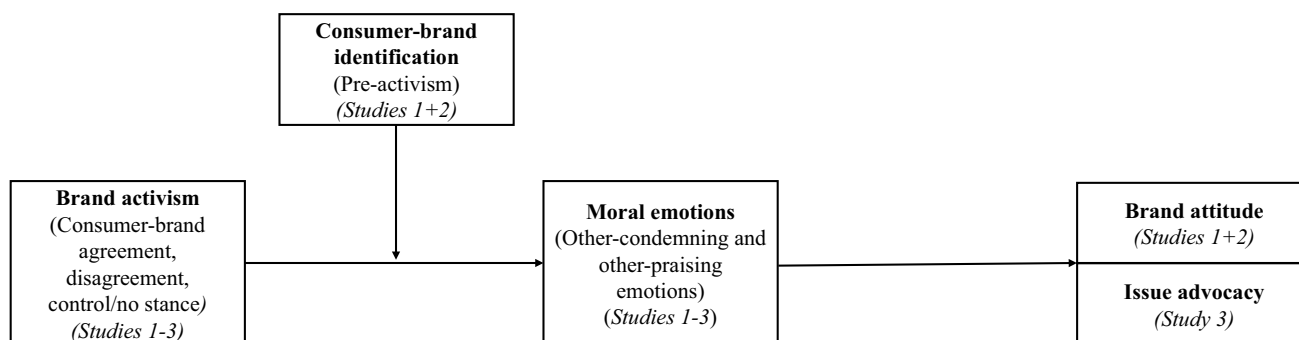 Consumer-brand
identification
(Pre-activism)
(Studies 1+2)
Brand activism
(Consumer-brand
agreement,
disagreement,
control/no stance)
(Studies 1-3)
Moral emotions
(Other-condemning and
other-praising
emotions)
(Studies 1-3)
Brand attitude
(Studies 1+2)
Issue advocacy
(Study 3)